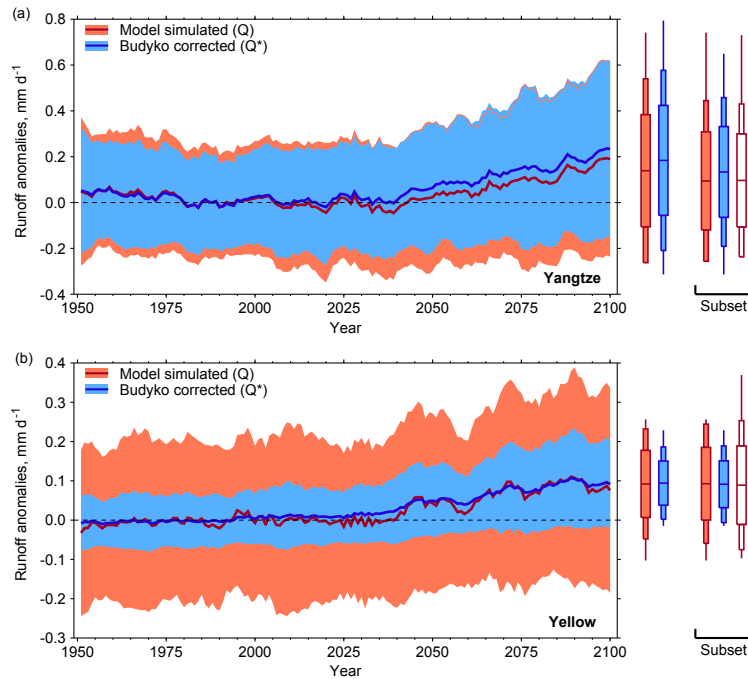 (a)
0.8
0.6
0.4
0.2
0.0
-0.2
-0.4
Runoff anomalies, mm d⁻¹
Model simulated (Q)
Budyko corrected (Q*)
Yangtze
1950 1975 2000 2025 2050 2075 2100
Year
Subset
(b)
0.4
0.3
0.2
0.1
0.0
-0.1
-0.2
-0.3
Runoff anomalies, mm d⁻¹
Model simulated (Q)
Budyko corrected (Q*)
Yellow
1950 1975 2000 2025 2050 2075 2100
Year
Subset